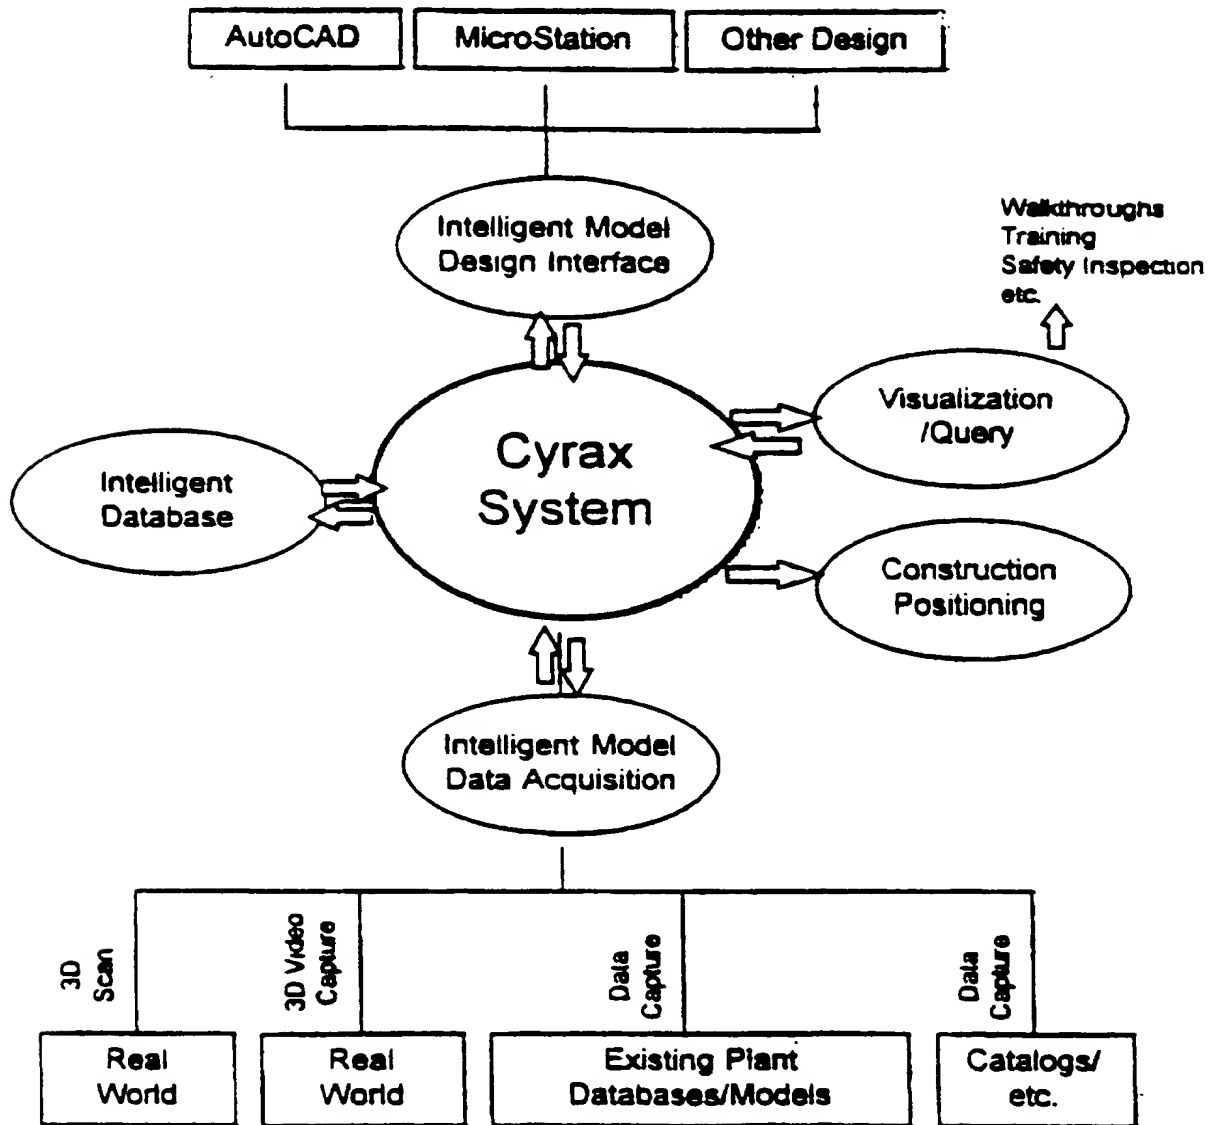 AutoCAD
MicroStation
Other Design
Intelligent Model
Design Interface
Walkthroughs
Training
Safety Inspection
etc.
Visualization
/Query
Cyrax
System
Intelligent
Database
Construction
Positioning
Intelligent Model
Data Acquisition
3D
Scan
3D Video
Capture
Data
Capture
Data
Capture
Real
World
Real
World
Existing Plant
Databases/Models
Catalogs/
etc.